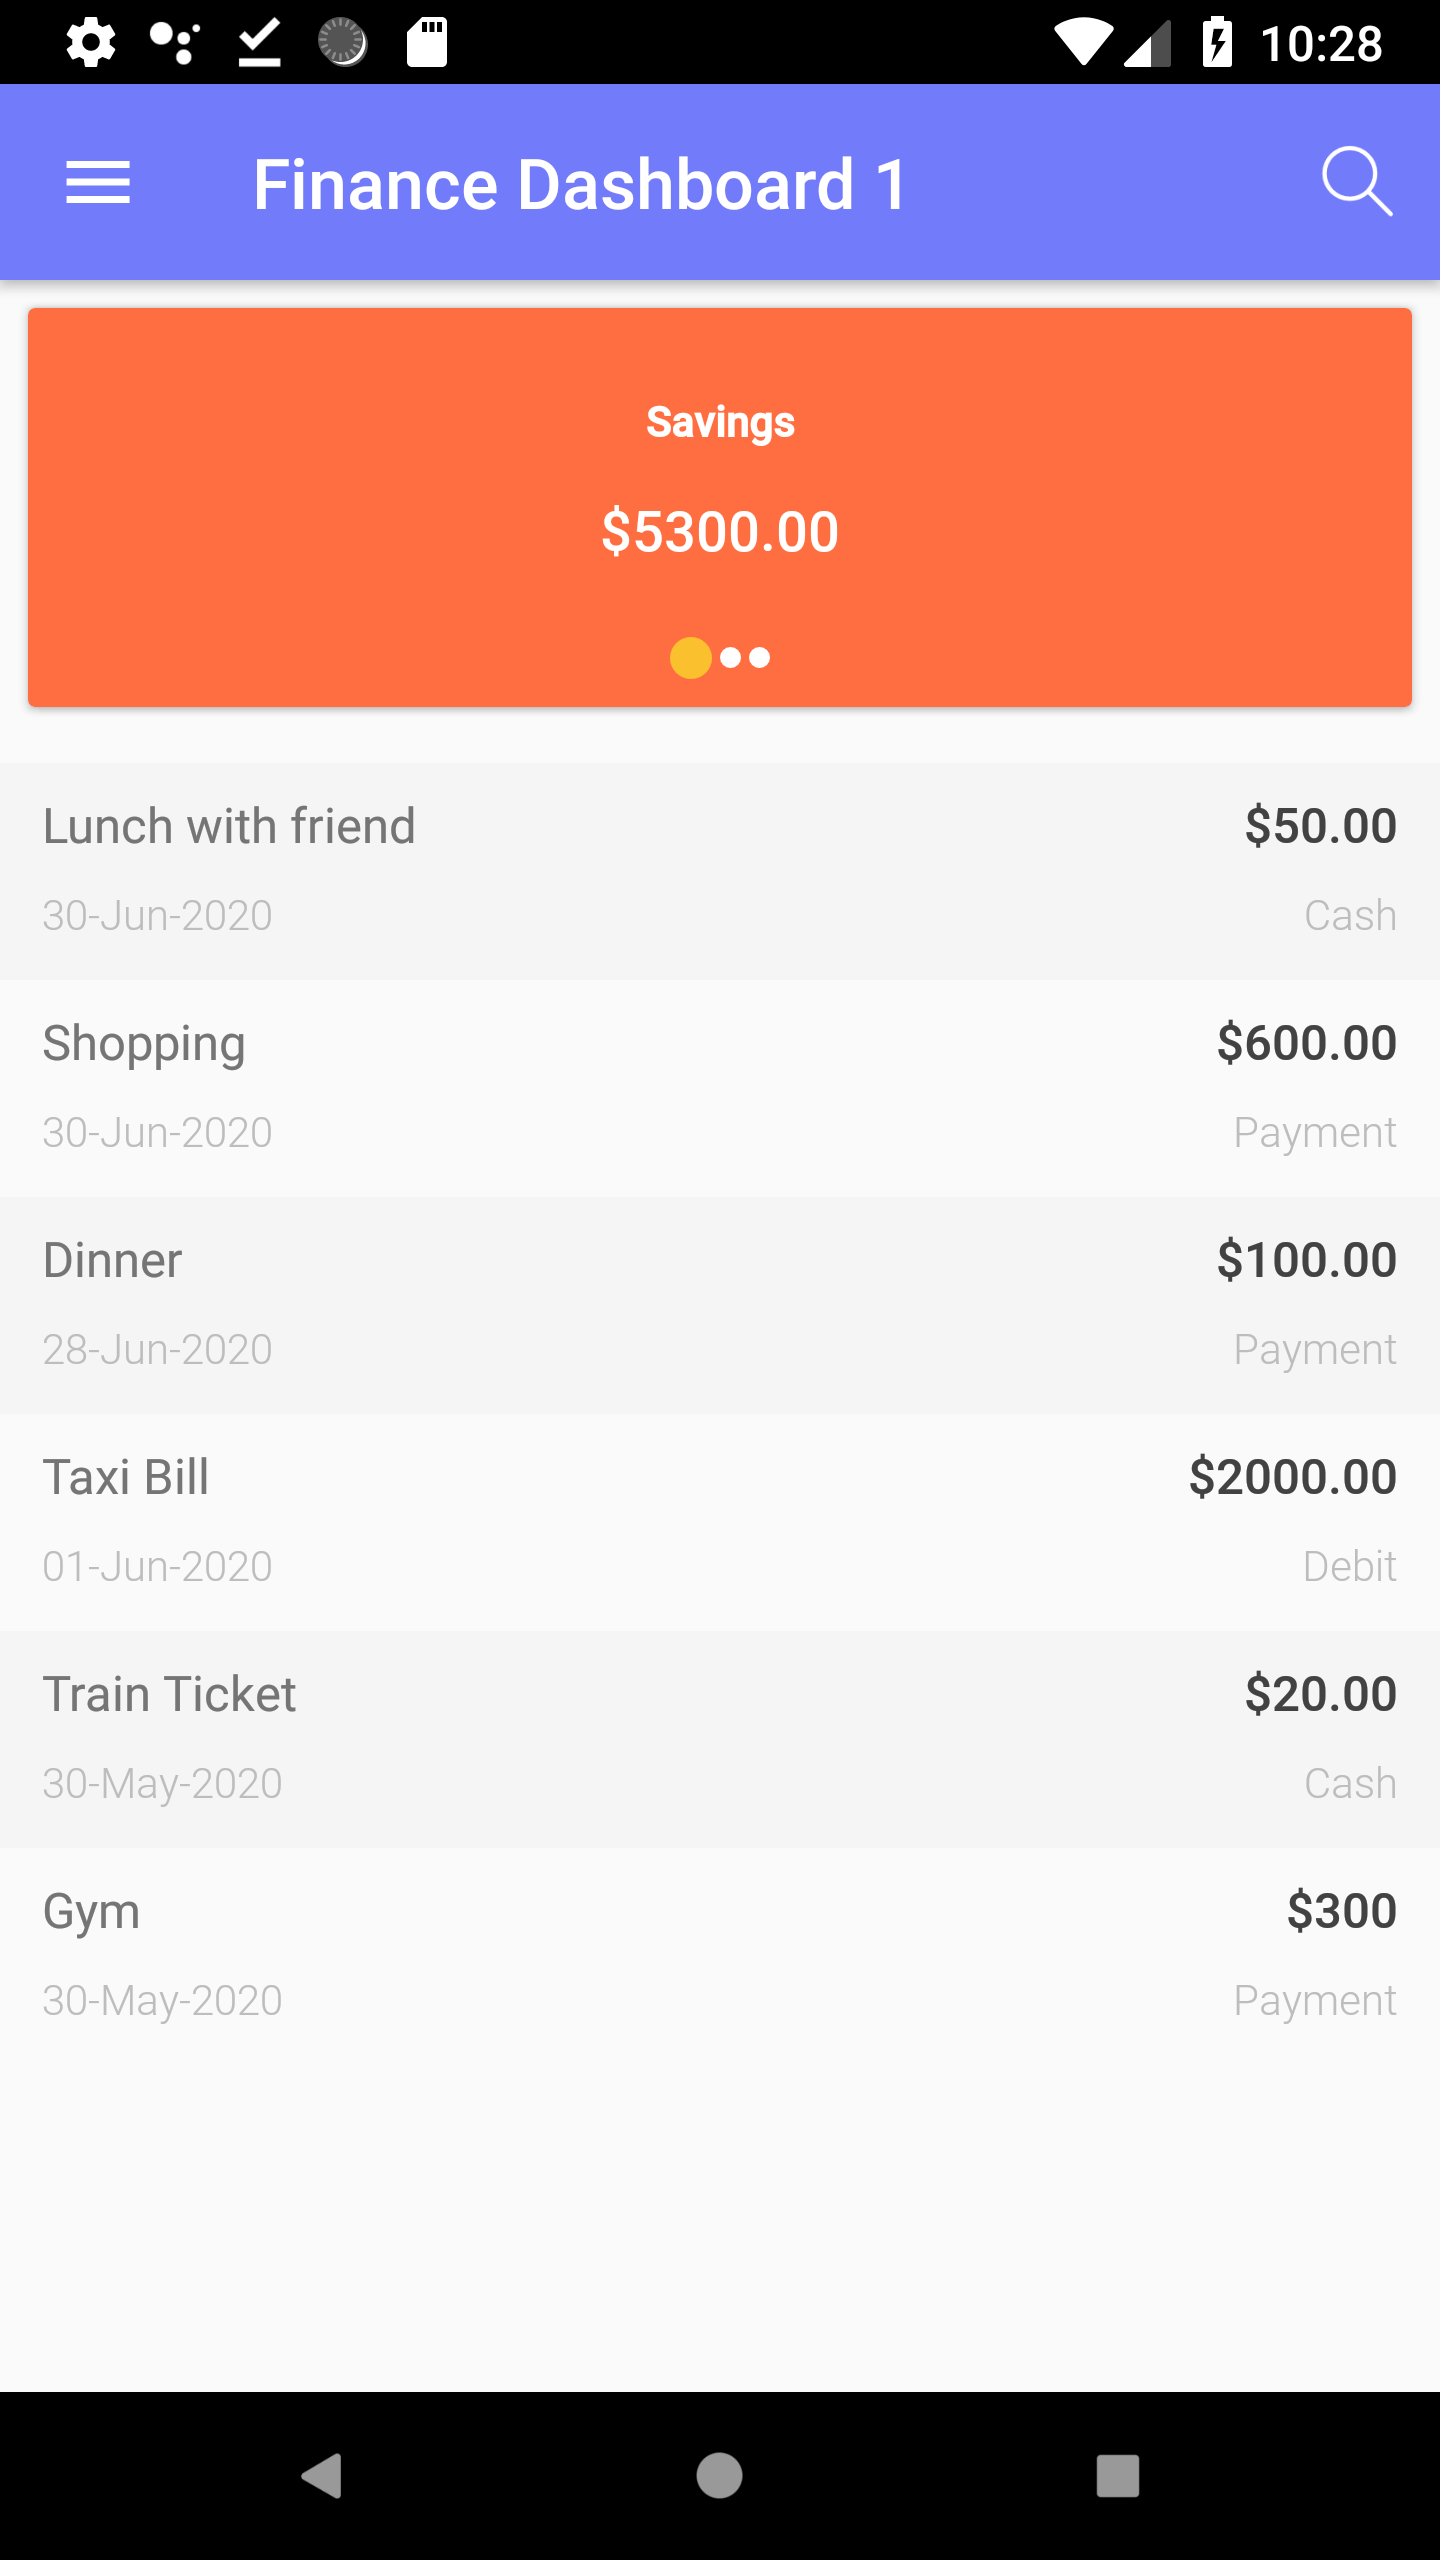 10:28
Finance Dashboard 1
Savings
$5300.00
Lunch with friend $50.00
30-Jun-2020 Cash
Shopping $600.00
30-Jun-2020 Payment
Dinner $100.00
28-Jun-2020 Payment
Taxi Bill $2000.00
01-Jun-2020 Debit
Train Ticket $20.00
30-May-2020 Cash
Gym $300
30-May-2020 Payment